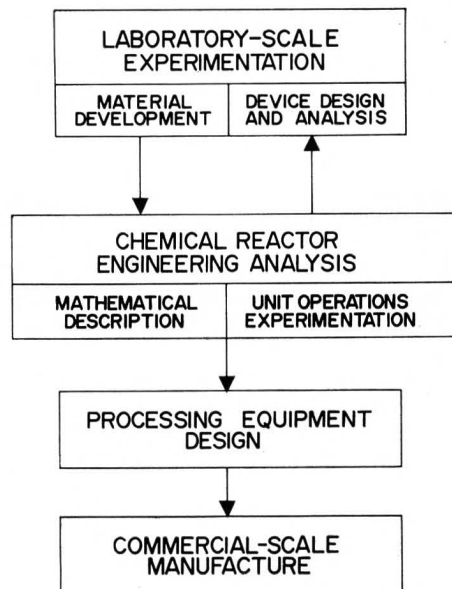 LABORATORY-SCALE
EXPERIMENTATION
MATERIAL
DEVELOPMENT
DEVICE DESIGN
AND ANALYSIS
CHEMICAL REACTOR
ENGINEERING ANALYSIS
MATHEMATICAL
DESCRIPTION
UNIT OPERATIONS
EXPERIMENTATION
PROCESSING EQUIPMENT
DESIGN
COMMERCIAL-SCALE
MANUFACTURE